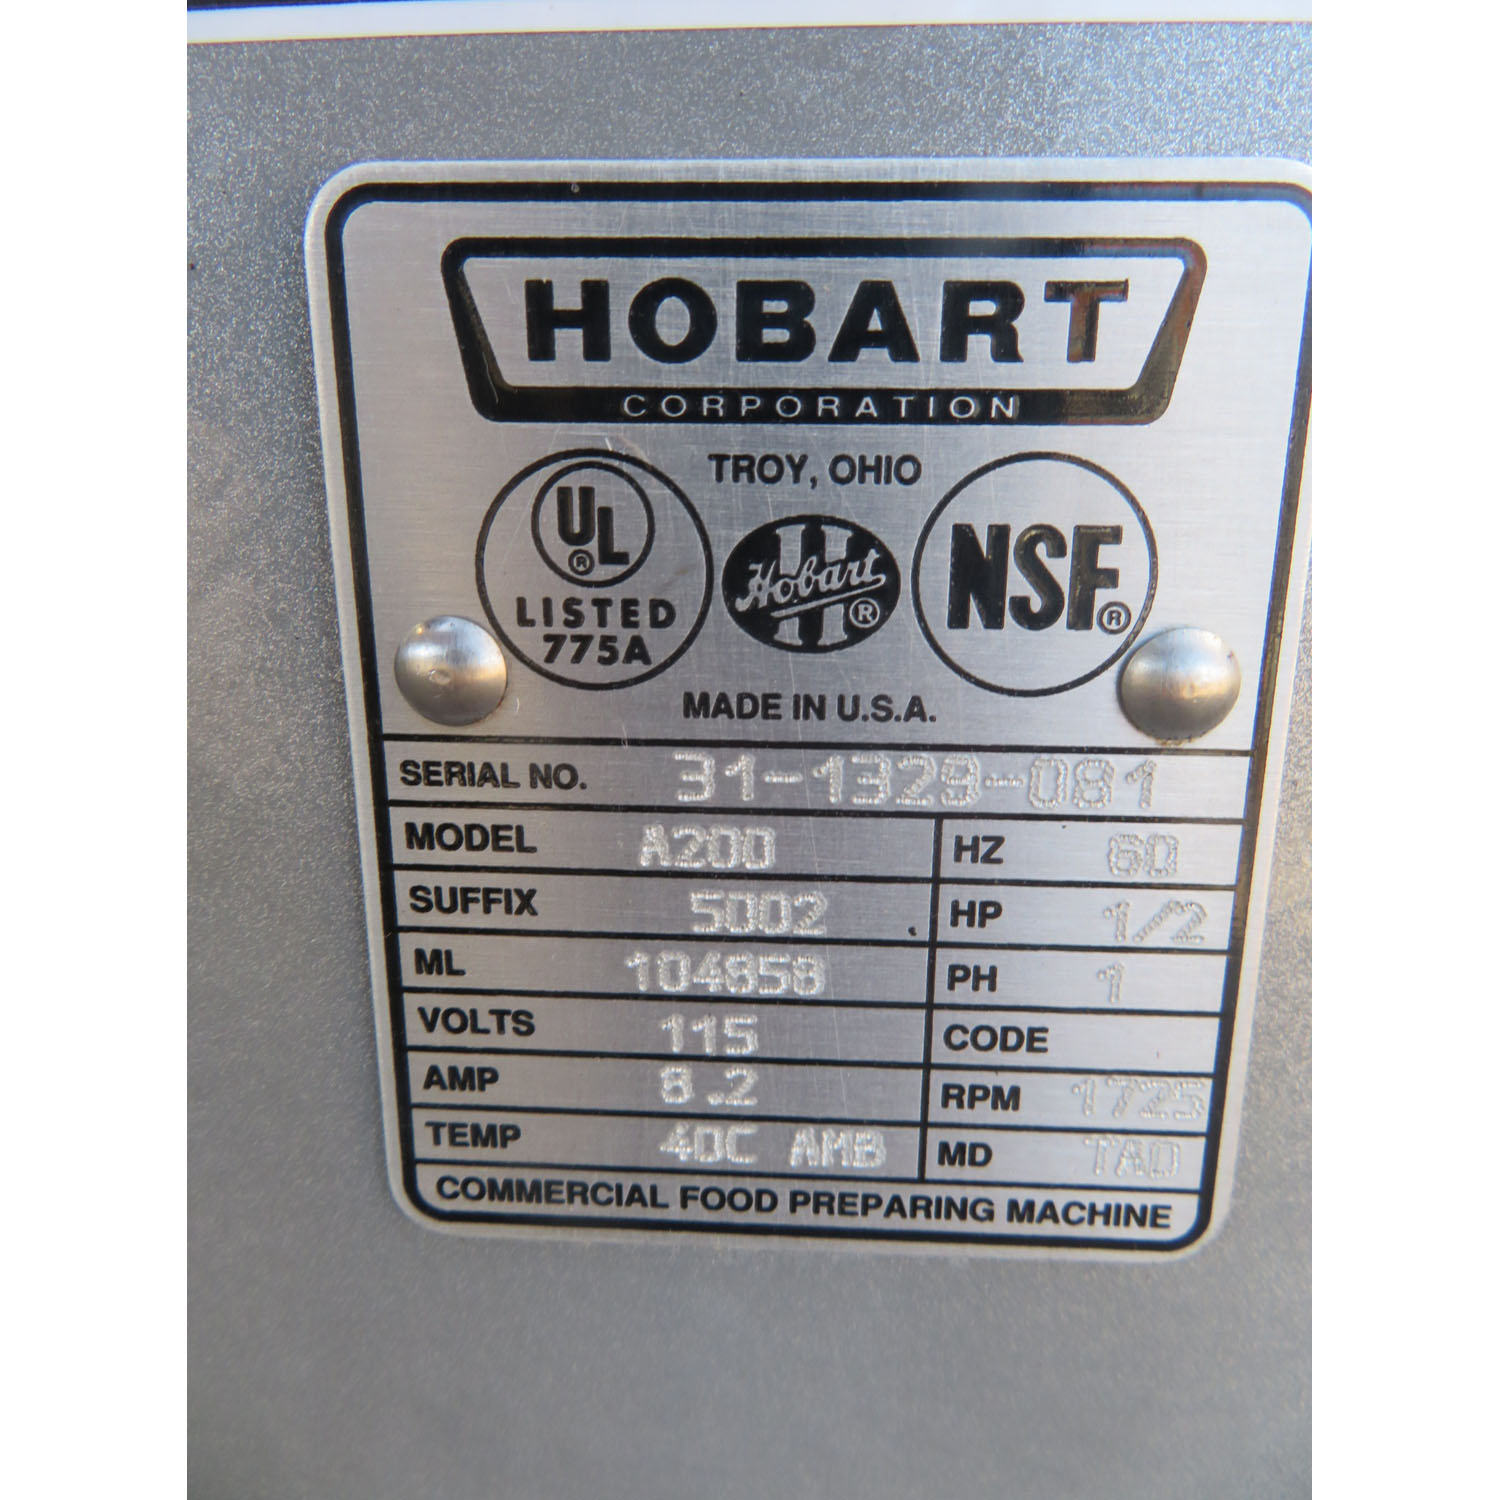 HOBART
CORPORATION
TROY, OHIO
UL®
LISTED
775A
Hobart®
NSF®
MADE IN U.S.A.
SERIAL NO. 31-1329-081
MODEL A200 HZ 60
SUFFIX 5002 HP 1/2
ML 104858 PH 1
VOLTS 115 CODE
AMP 8.2 RPM 1725
TEMP 40C AMB MD TAD
COMMERCIAL FOOD PREPARING MACHINE